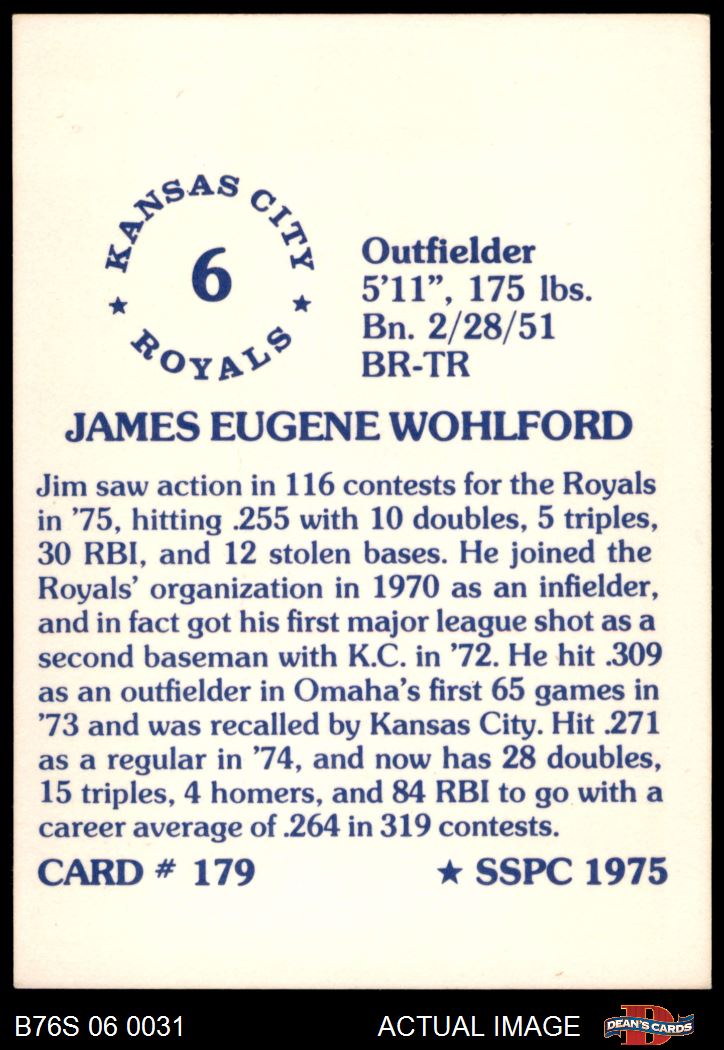 KANSAS CITY
6
ROYALS
Outfielder
5'11”, 175 lbs.
Bn. 2/28/51
BR-TR
JAMES EUGENE WOHLFORD
Jim saw action in 116 contests for the Royals
in ’75, hitting .255 with 10 doubles, 5 triples,
30 RBI, and 12 stolen bases. He joined the
Royals’ organization in 1970 as an infielder,
and in fact got his first major league shot as a
second baseman with K.C. in ’72. He hit .309
as an outfielder in Omaha’s first 65 games in
’73 and was recalled by Kansas City. Hit .271
as a regular in ’74, and now has 28 doubles,
15 triples, 4 homers, and 84 RBI to go with a
career average of .264 in 319 contests.
CARD # 179 ★ SSPC 1975
B76S 06 0031 ACTUAL IMAGE DEAN'S CARDS